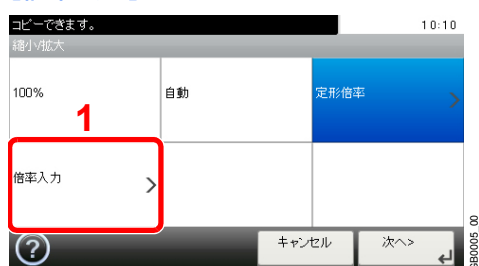 コピーできます。 10:10
縮小/拡大
100% 自動 定形倍率 >
1
倍率入力 >
? キャンセル 次へ>
GB0005_00